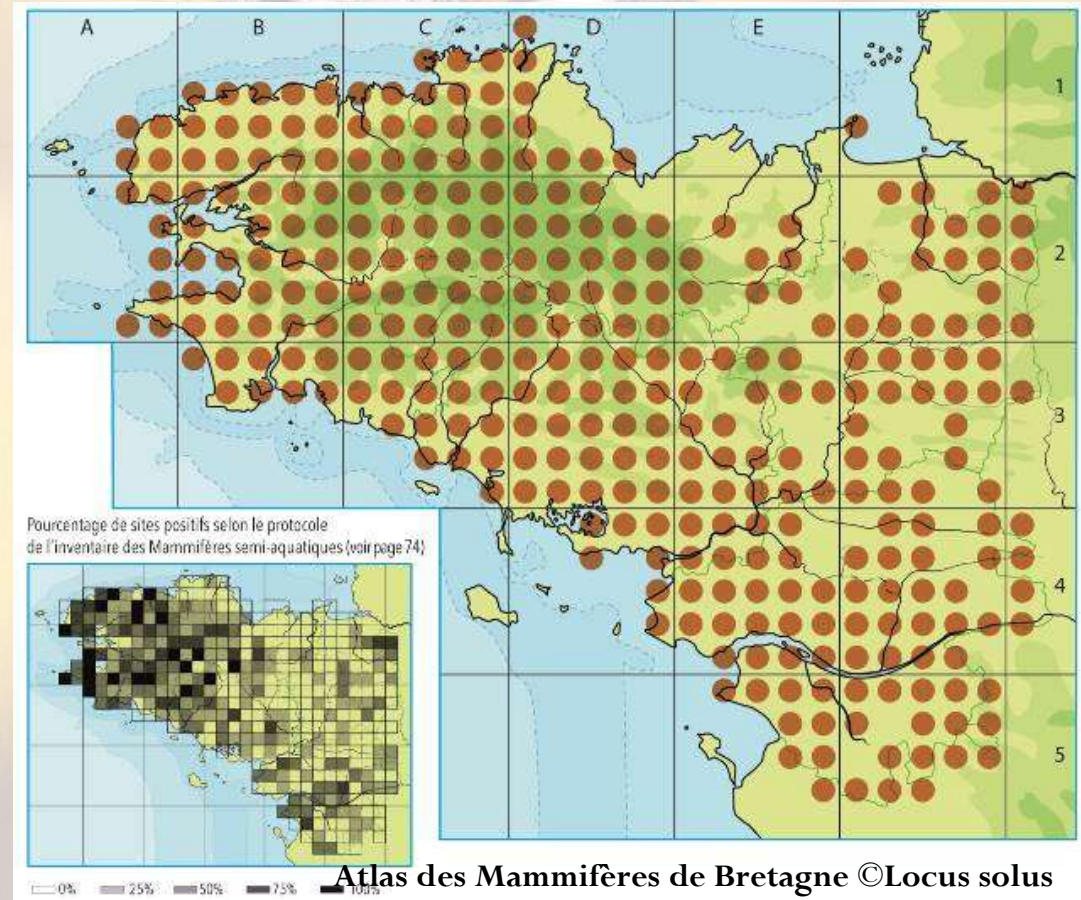 A B C D E F
1
2
3
4
5
Pourcentage de sites positifs selon le protocole
de l'inventaire des Mammifères semi-aquatiques (voir page 74)
0% 25% 50% 75% 100%
Atlas des Mammifères de Bretagne ©Locus solus